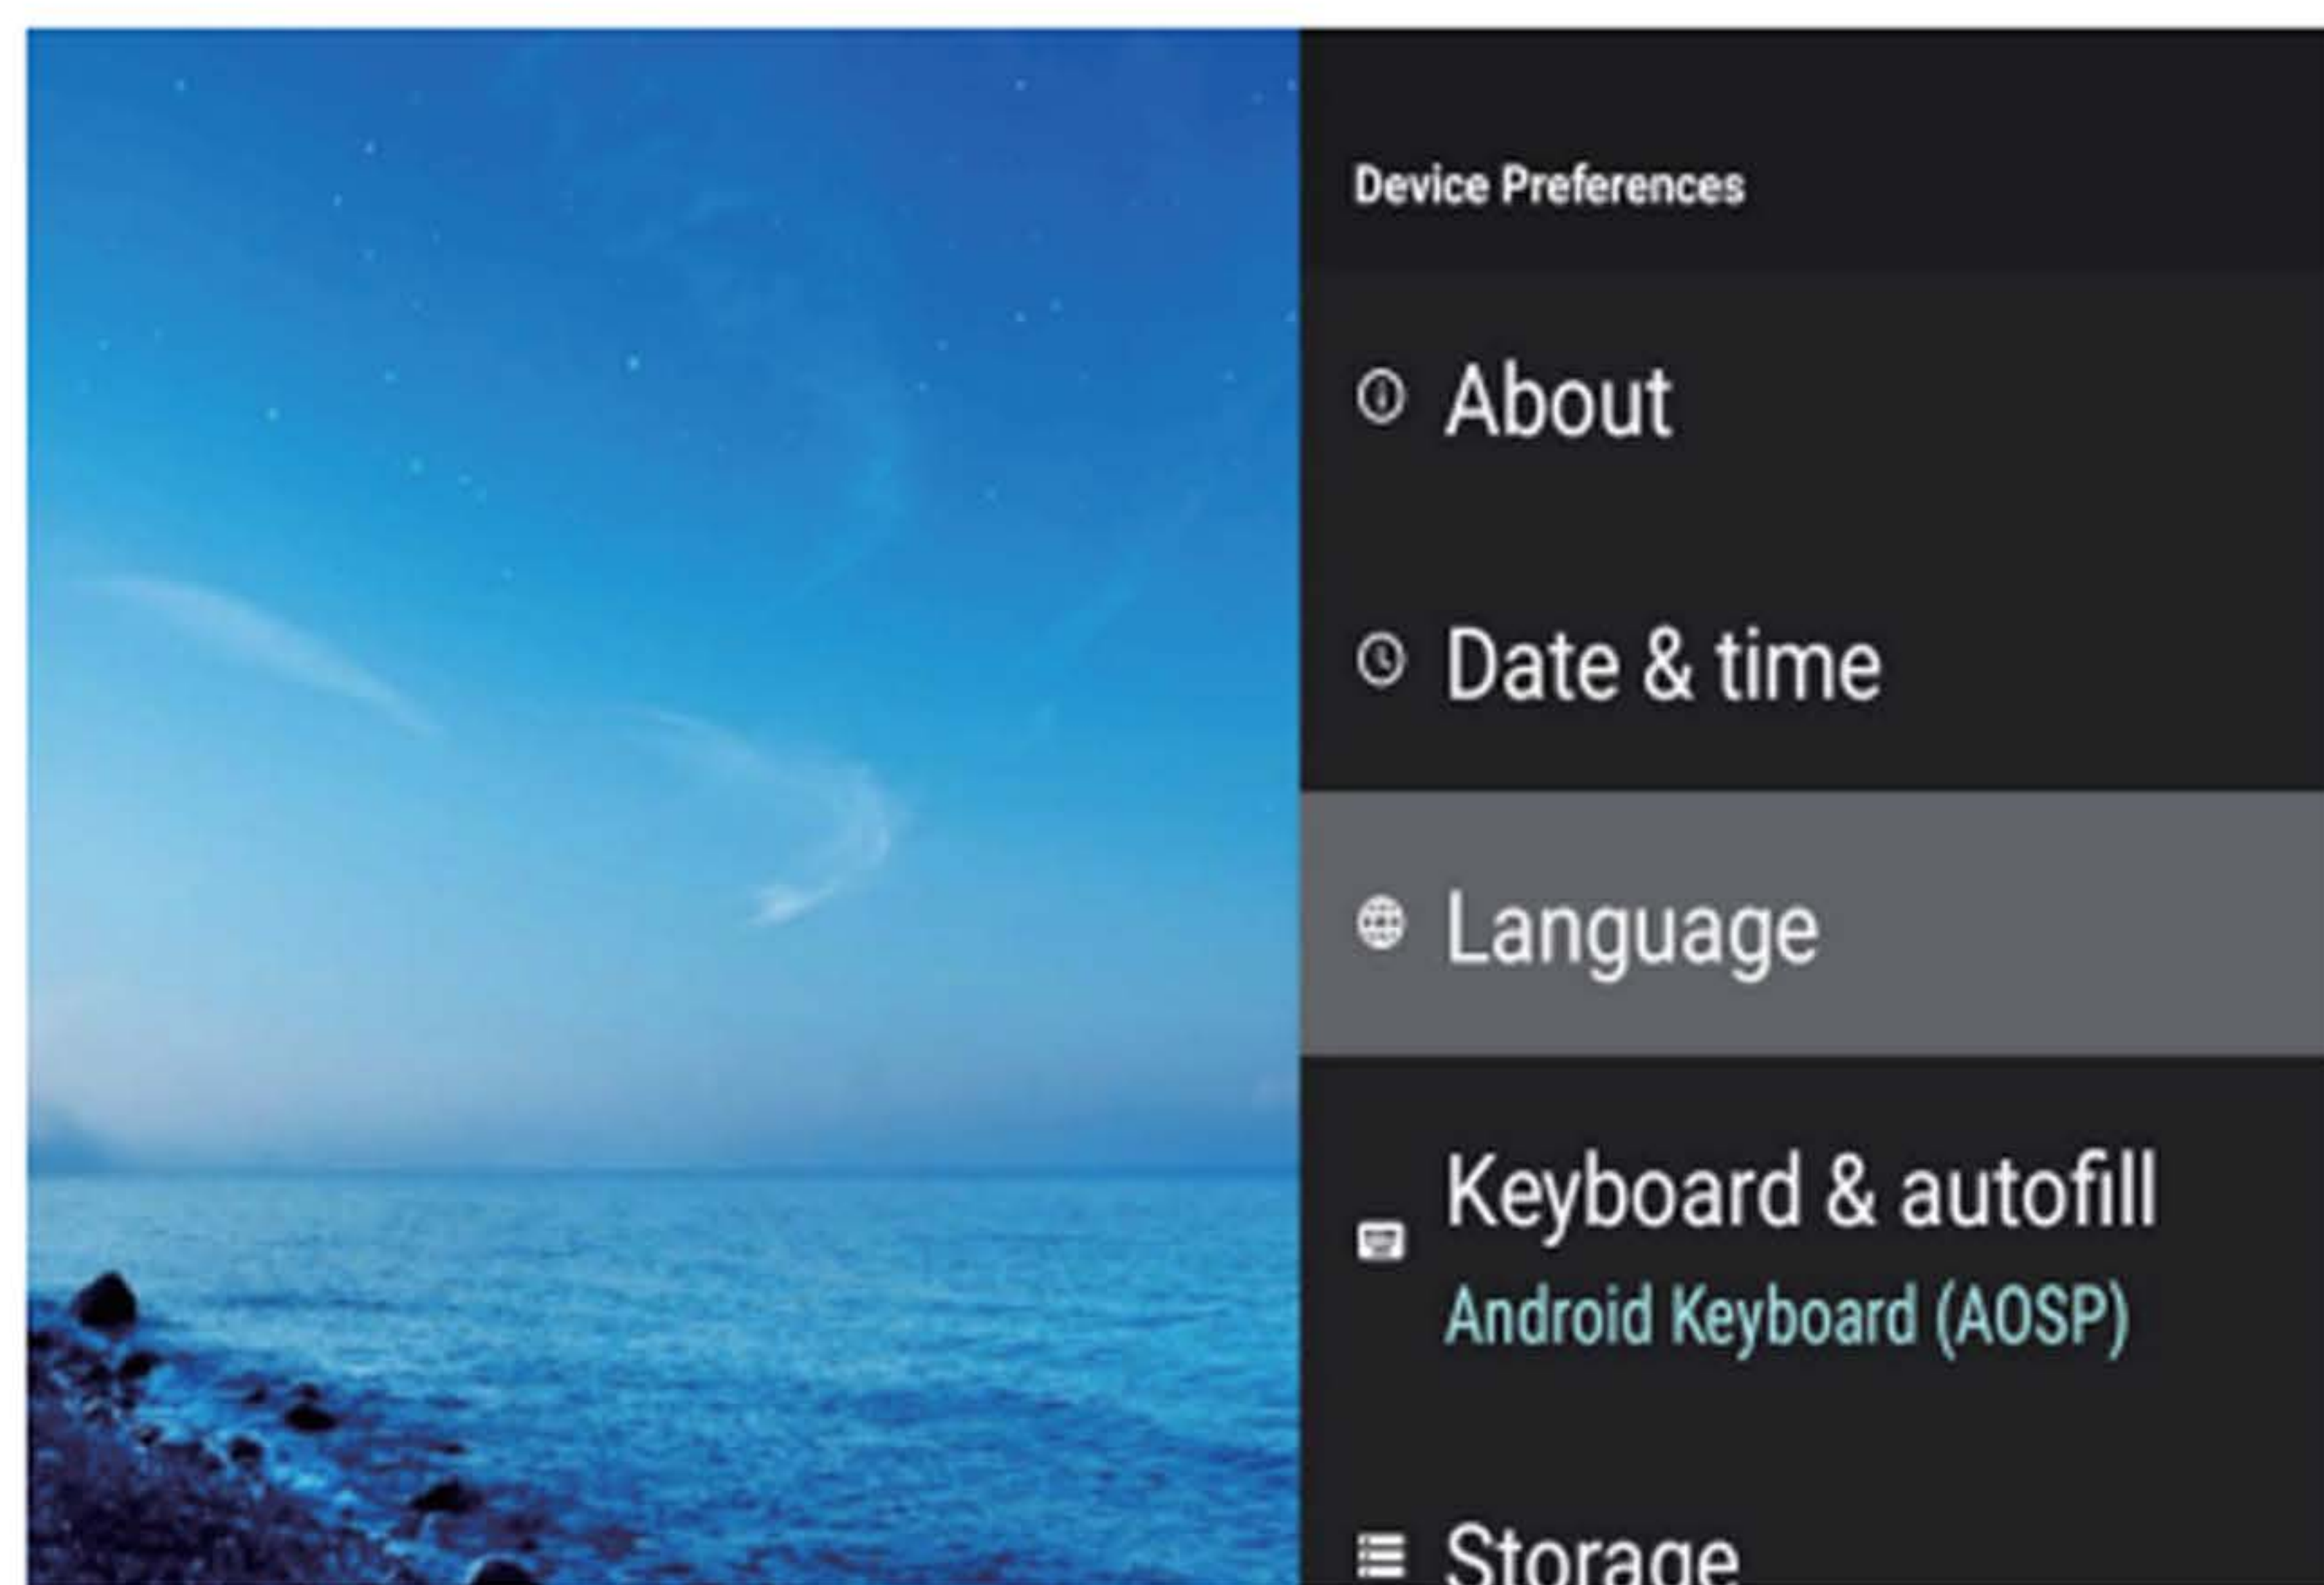 Device Preferences
About
Date & time
Language
Keyboard & autofill
Android Keyboard (AOSP)
Storage